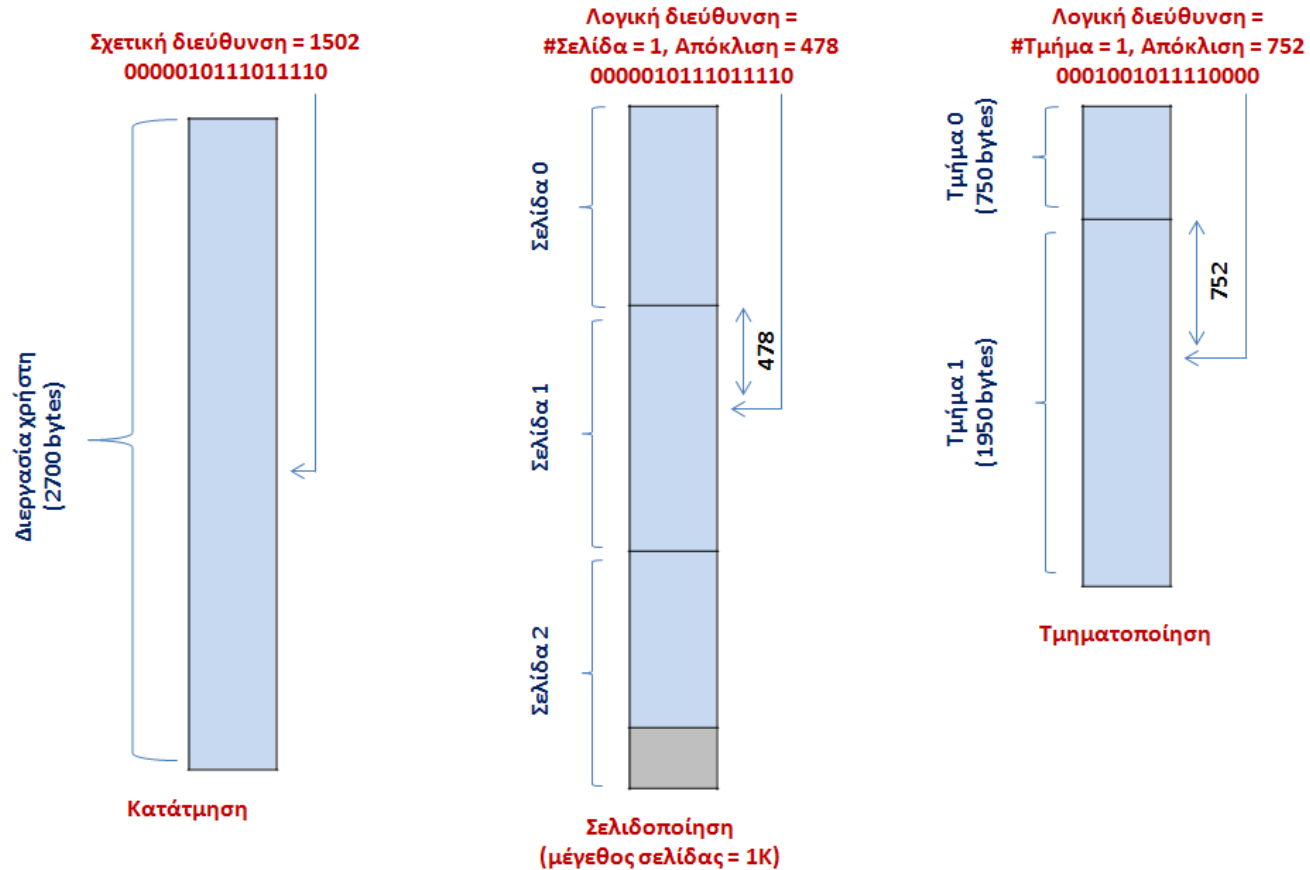 Σχετική διεύθυνση = 1502
0000010111011110
Διεργασία χρήστη
(2700 bytes)
Κατάτμηση
Λογική διεύθυνση =
#Σελίδα = 1, Απόκλιση = 478
0000010111011110
Σελίδα 0
478
Σελίδα 1
Σελίδα 2
Σελιδοποίηση
(μέγεθος σελίδας = 1K)
Λογική διεύθυνση =
#Τμήμα = 1, Απόκλιση = 752
0001001011110000
Τμήμα 0
(750 bytes)
752
Τμήμα 1
(1950 bytes)
Τμηματοποίηση